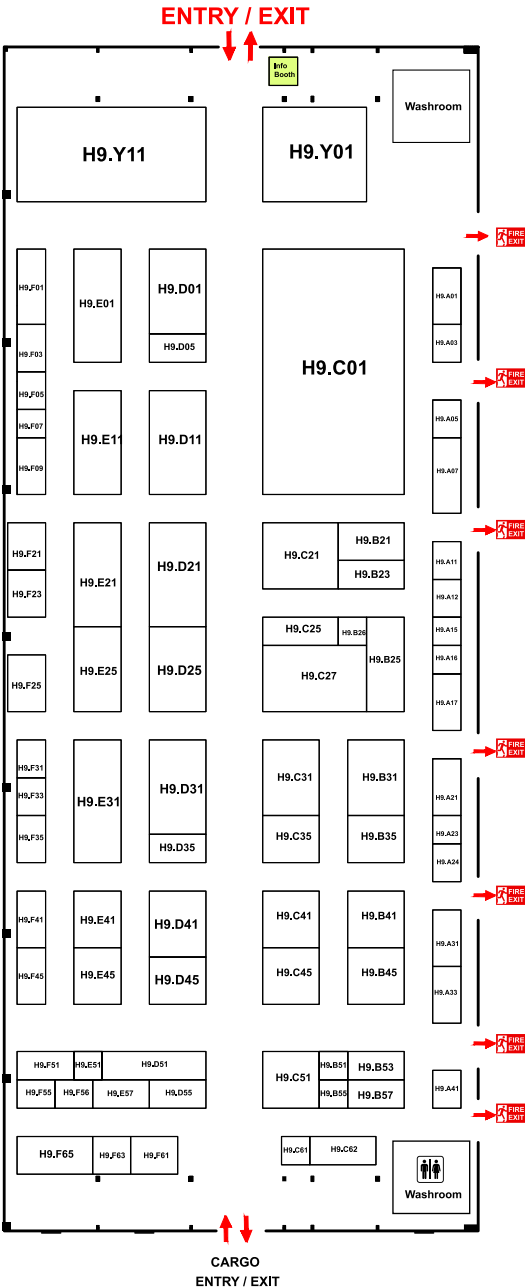 ENTRY / EXIT
Info
Booth
Washroom
H9.Y11
H9.Y01
FIRE
EXIT
H9.F01
H9.E01
H9.D01
H9.D05
H9.C01
H9.A01
H9.A03
H9.F03
FIRE
EXIT
H9.F05
H9.F07
H9.F09
H9.E11
H9.D11
H9.A05
H9.A07
FIRE
EXIT
H9.F21
H9.F23
H9.E21
H9.D21
H9.C21
H9.B21
H9.B23
H9.A11
H9.A12
H9.F25
H9.E25
H9.D25
H9.C25
H9.B26
H9.B25
H9.C27
H9.A15
H9.A16
H9.A17
FIRE
EXIT
H9.F31
H9.F33
H9.F35
H9.E31
H9.D31
H9.D35
H9.C31
H9.C35
H9.B31
H9.B35
H9.A21
H9.A23
H9.A24
FIRE
EXIT
H9.F41
H9.F45
H9.E41
H9.E45
H9.D41
H9.D45
H9.C41
H9.C45
H9.B41
H9.B45
H9.A31
H9.A33
FIRE
EXIT
H9.F51
H9.E51
H9.D51
H9.F55
H9.F56
H9.E57
H9.D55
H9.C51
H9.B51
H9.B53
H9.B55
H9.B57
H9.A41
FIRE
EXIT
H9.F65
H9.F63
H9.F61
H9.C61
H9.C62
Washroom
CARGO
ENTRY / EXIT